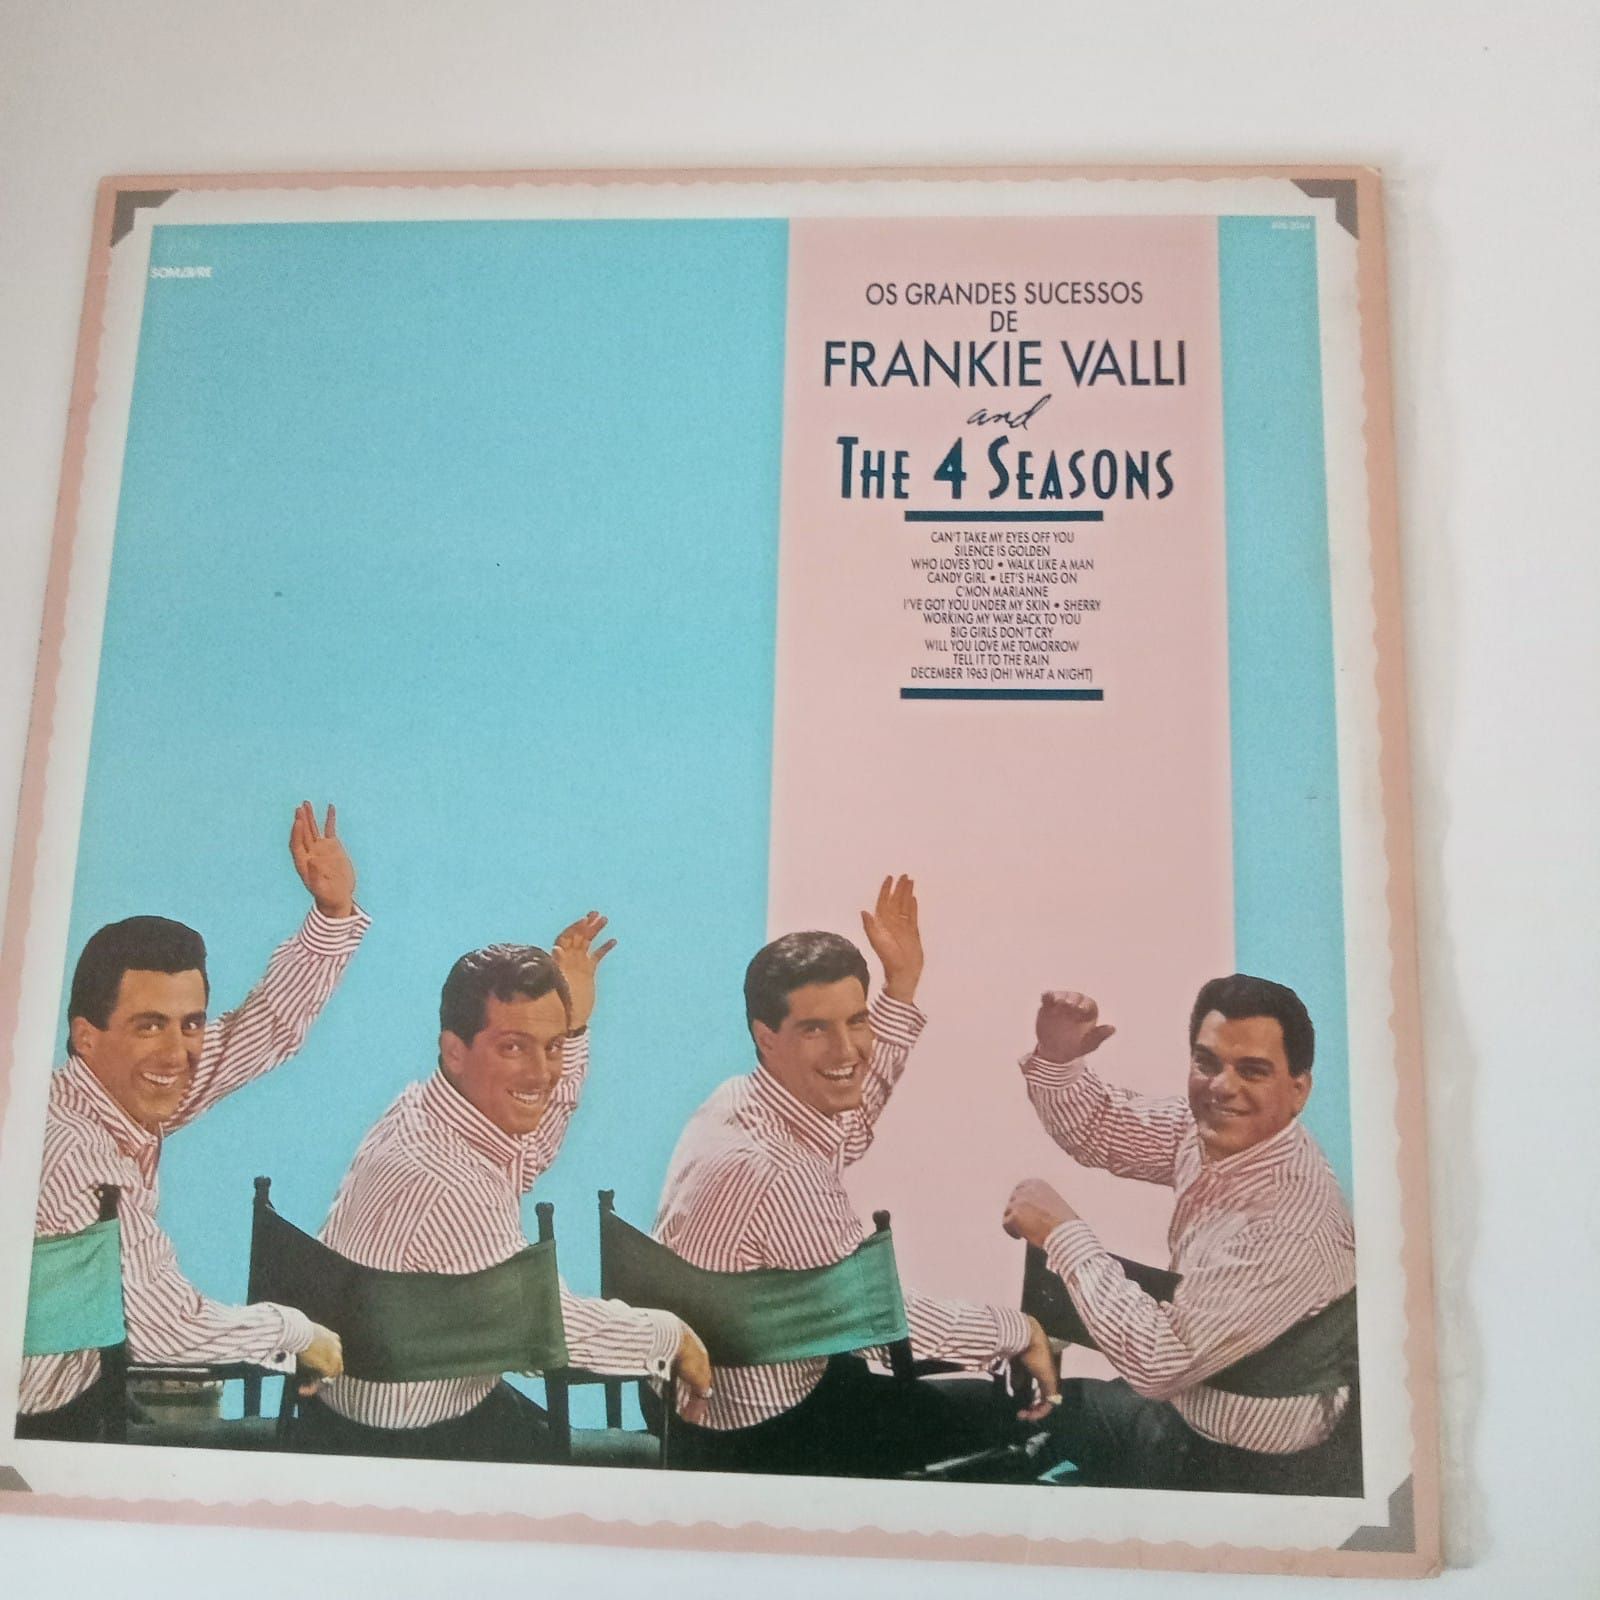 SOM LIVRE
OS GRANDES SUCESSOS
DE
FRANKIE VALLI
and
THE 4 SEASONS
CAN'T TAKE MY EYES OFF YOU
SILENCE IS GOLDEN
WHO LOVES YOU • WALK LIKE A MAN
CANDY GIRL • LET'S HANG ON
C'MON MARIANNE
I'VE GOT YOU UNDER MY SKIN • SHERRY
WORKING MY WAY BACK TO YOU
BIG GIRLS DON'T CRY
WILL YOU LOVE ME TOMORROW
TELL IT TO THE RAIN
DECEMBER 1963 (OH! WHAT A NIGHT)